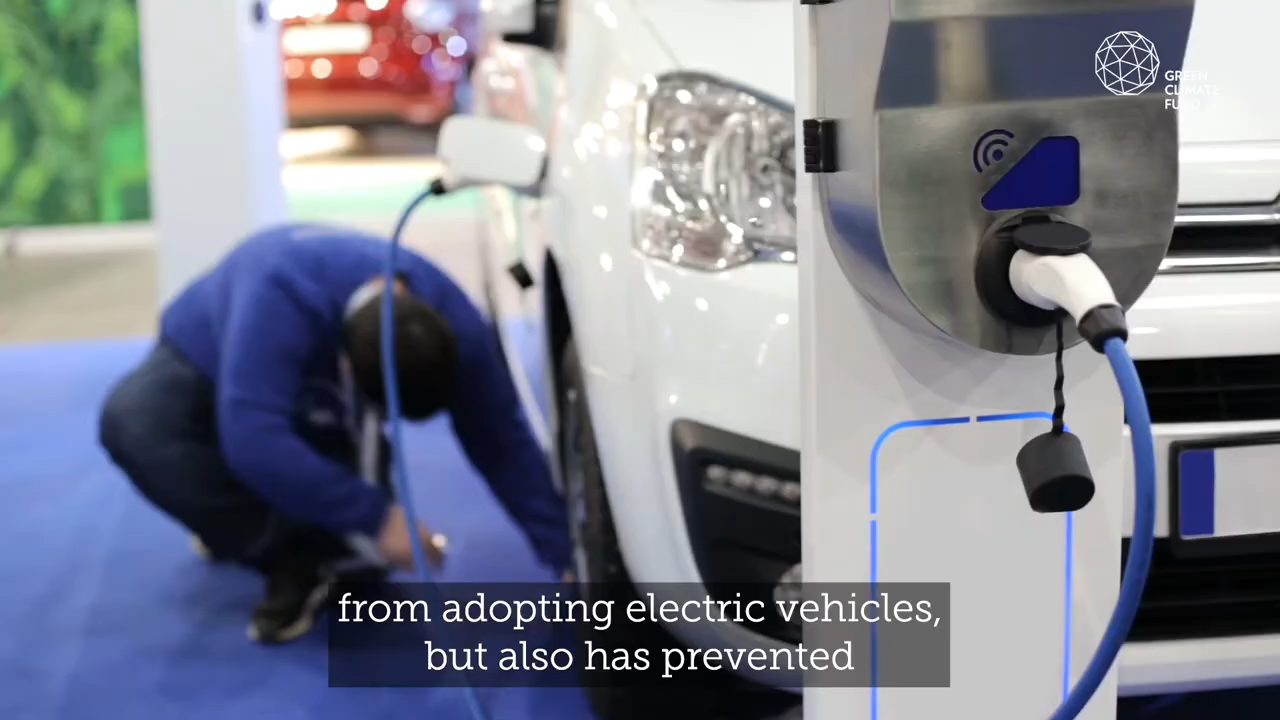 GREEN
CLIMATE
FUND
from adopting electric vehicles,
but also has prevented